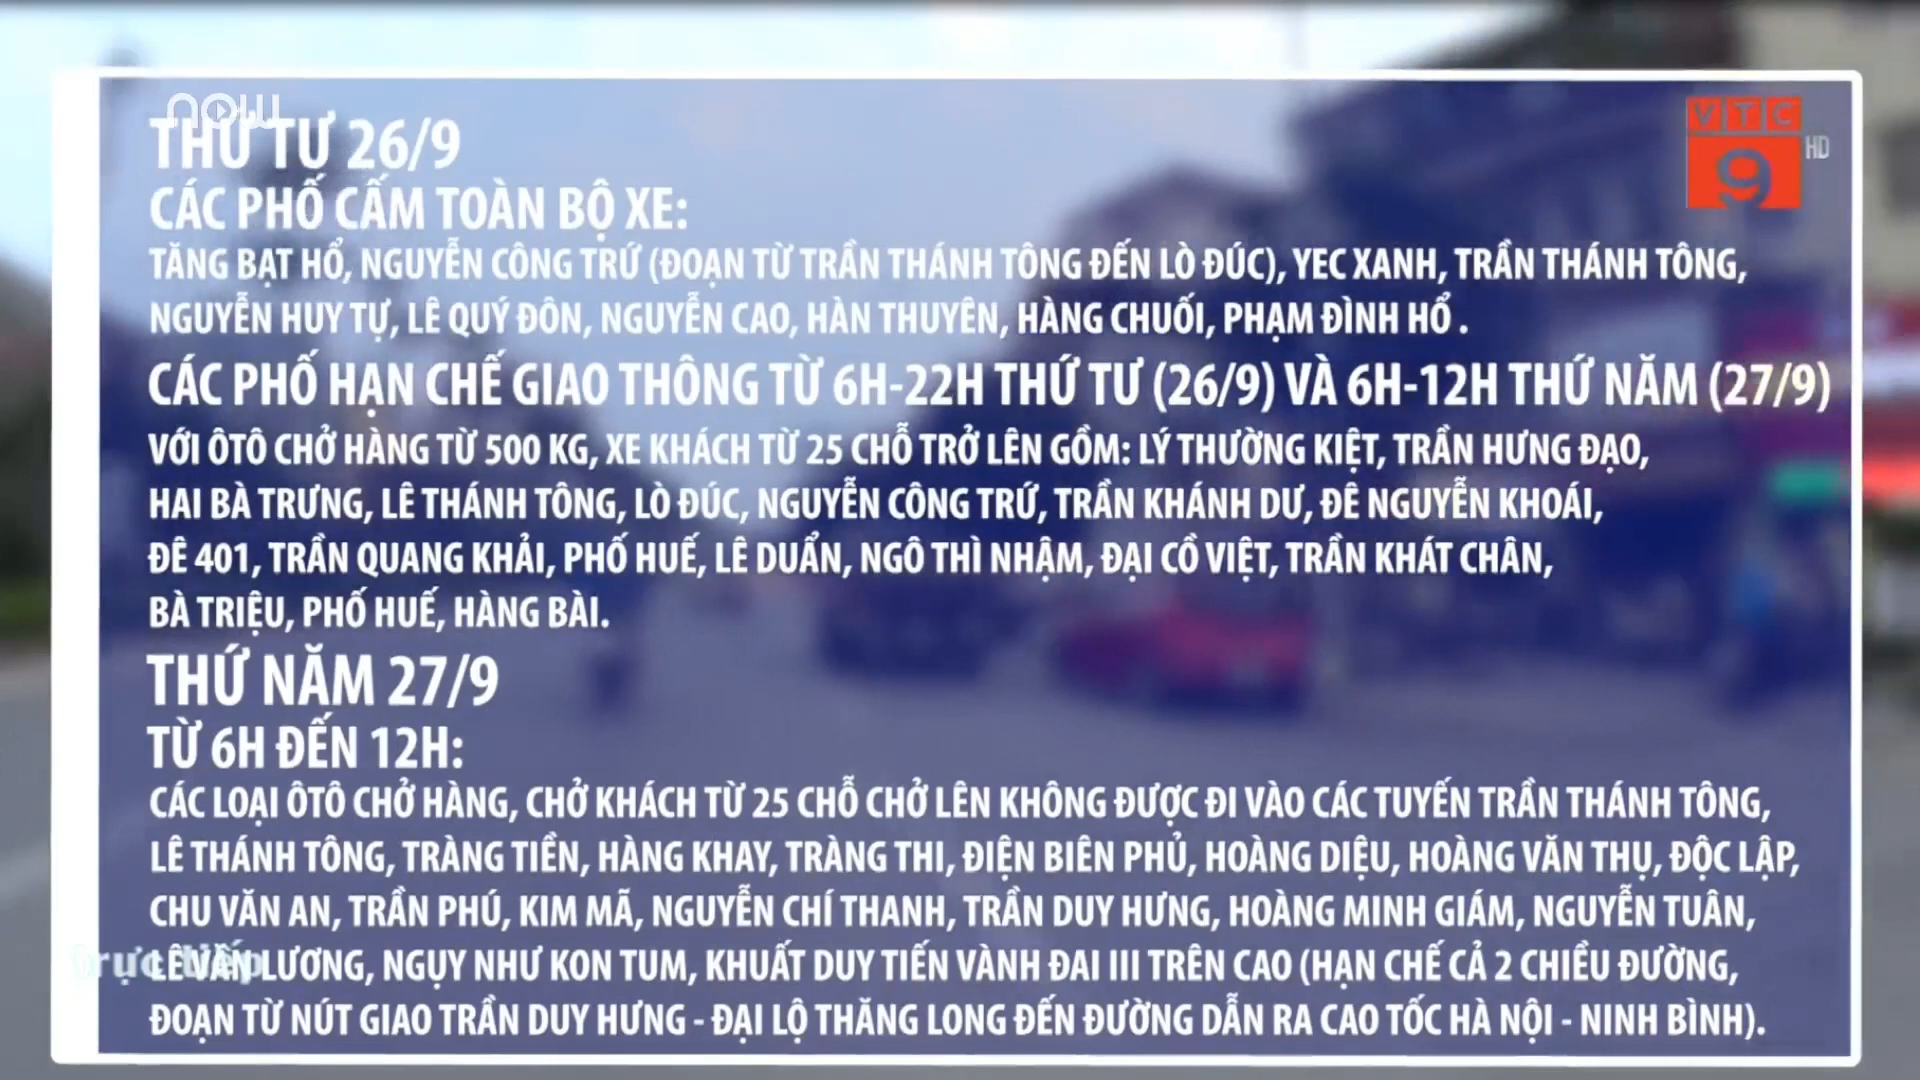 now
VTC
9
HD
THỨ TƯ 26/9
CÁC PHỐ CẤM TOÀN BỘ XE:
TĂNG BẠT HỔ, NGUYỄN CÔNG TRỨ (ĐOẠN TỪ TRẦN THÁNH TÔNG ĐẾN LÒ ĐÚC), YEC XANH, TRẦN THÁNH TÔNG,
NGUYỄN HUY TỰ, LÊ QUÝ ĐÔN, NGUYỄN CAO, HÀN THUYÊN, HÀNG CHUỐI, PHẠM ĐÌNH HỔ .
CÁC PHỐ HẠN CHẾ GIAO THÔNG TỪ 6H-22H THỨ TƯ (26/9) VÀ 6H-12H THỨ NĂM (27/9)
VỚI ÔTÔ CHỞ HÀNG TỪ 500 KG, XE KHÁCH TỪ 25 CHỖ TRỞ LÊN GỒM: LÝ THƯỜNG KIỆT, TRẦN HƯNG ĐẠO,
HAI BÀ TRƯNG, LÊ THÁNH TÔNG, LÒ ĐÚC, NGUYỄN CÔNG TRỨ, TRẦN KHÁNH DƯ, ĐÊ NGUYỄN KHOÁI,
ĐÊ 401, TRẦN QUANG KHẢI, PHỐ HUẾ, LÊ DUẨN, NGÔ THÌ NHẬM, ĐẠI CỒ VIỆT, TRẦN KHÁT CHÂN,
BÀ TRIỆU, PHỐ HUẾ, HÀNG BÀI.
THỨ NĂM 27/9
TỪ 6H ĐẾN 12H:
CÁC LOẠI ÔTÔ CHỞ HÀNG, CHỞ KHÁCH TỪ 25 CHỖ CHỞ LÊN KHÔNG ĐƯỢC ĐI VÀO CÁC TUYẾN TRẦN THÁNH TÔNG,
LÊ THÁNH TÔNG, TRÀNG TIỀN, HÀNG KHAY, TRÀNG THI, ĐIỆN BIÊN PHỦ, HOÀNG DIỆU, HOÀNG VĂN THỤ, ĐỘC LẬP,
CHU VĂN AN, TRẦN PHÚ, KIM MÃ, NGUYỄN CHÍ THANH, TRẦN DUY HƯNG, HOÀNG MINH GIÁM, NGUYỄN TUÂN,
LÊ VĂN LƯƠNG, NGỤY NHƯ KON TUM, KHUẤT DUY TIẾN VÀNH ĐAI III TRÊN CAO (HẠN CHẾ CẢ 2 CHIỀU ĐƯỜNG,
Trực tiếp
ĐOẠN TỪ NÚT GIAO TRẦN DUY HƯNG - ĐẠI LỘ THĂNG LONG ĐẾN ĐƯỜNG DẪN RA CAO TỐC HÀ NỘI - NINH BÌNH).